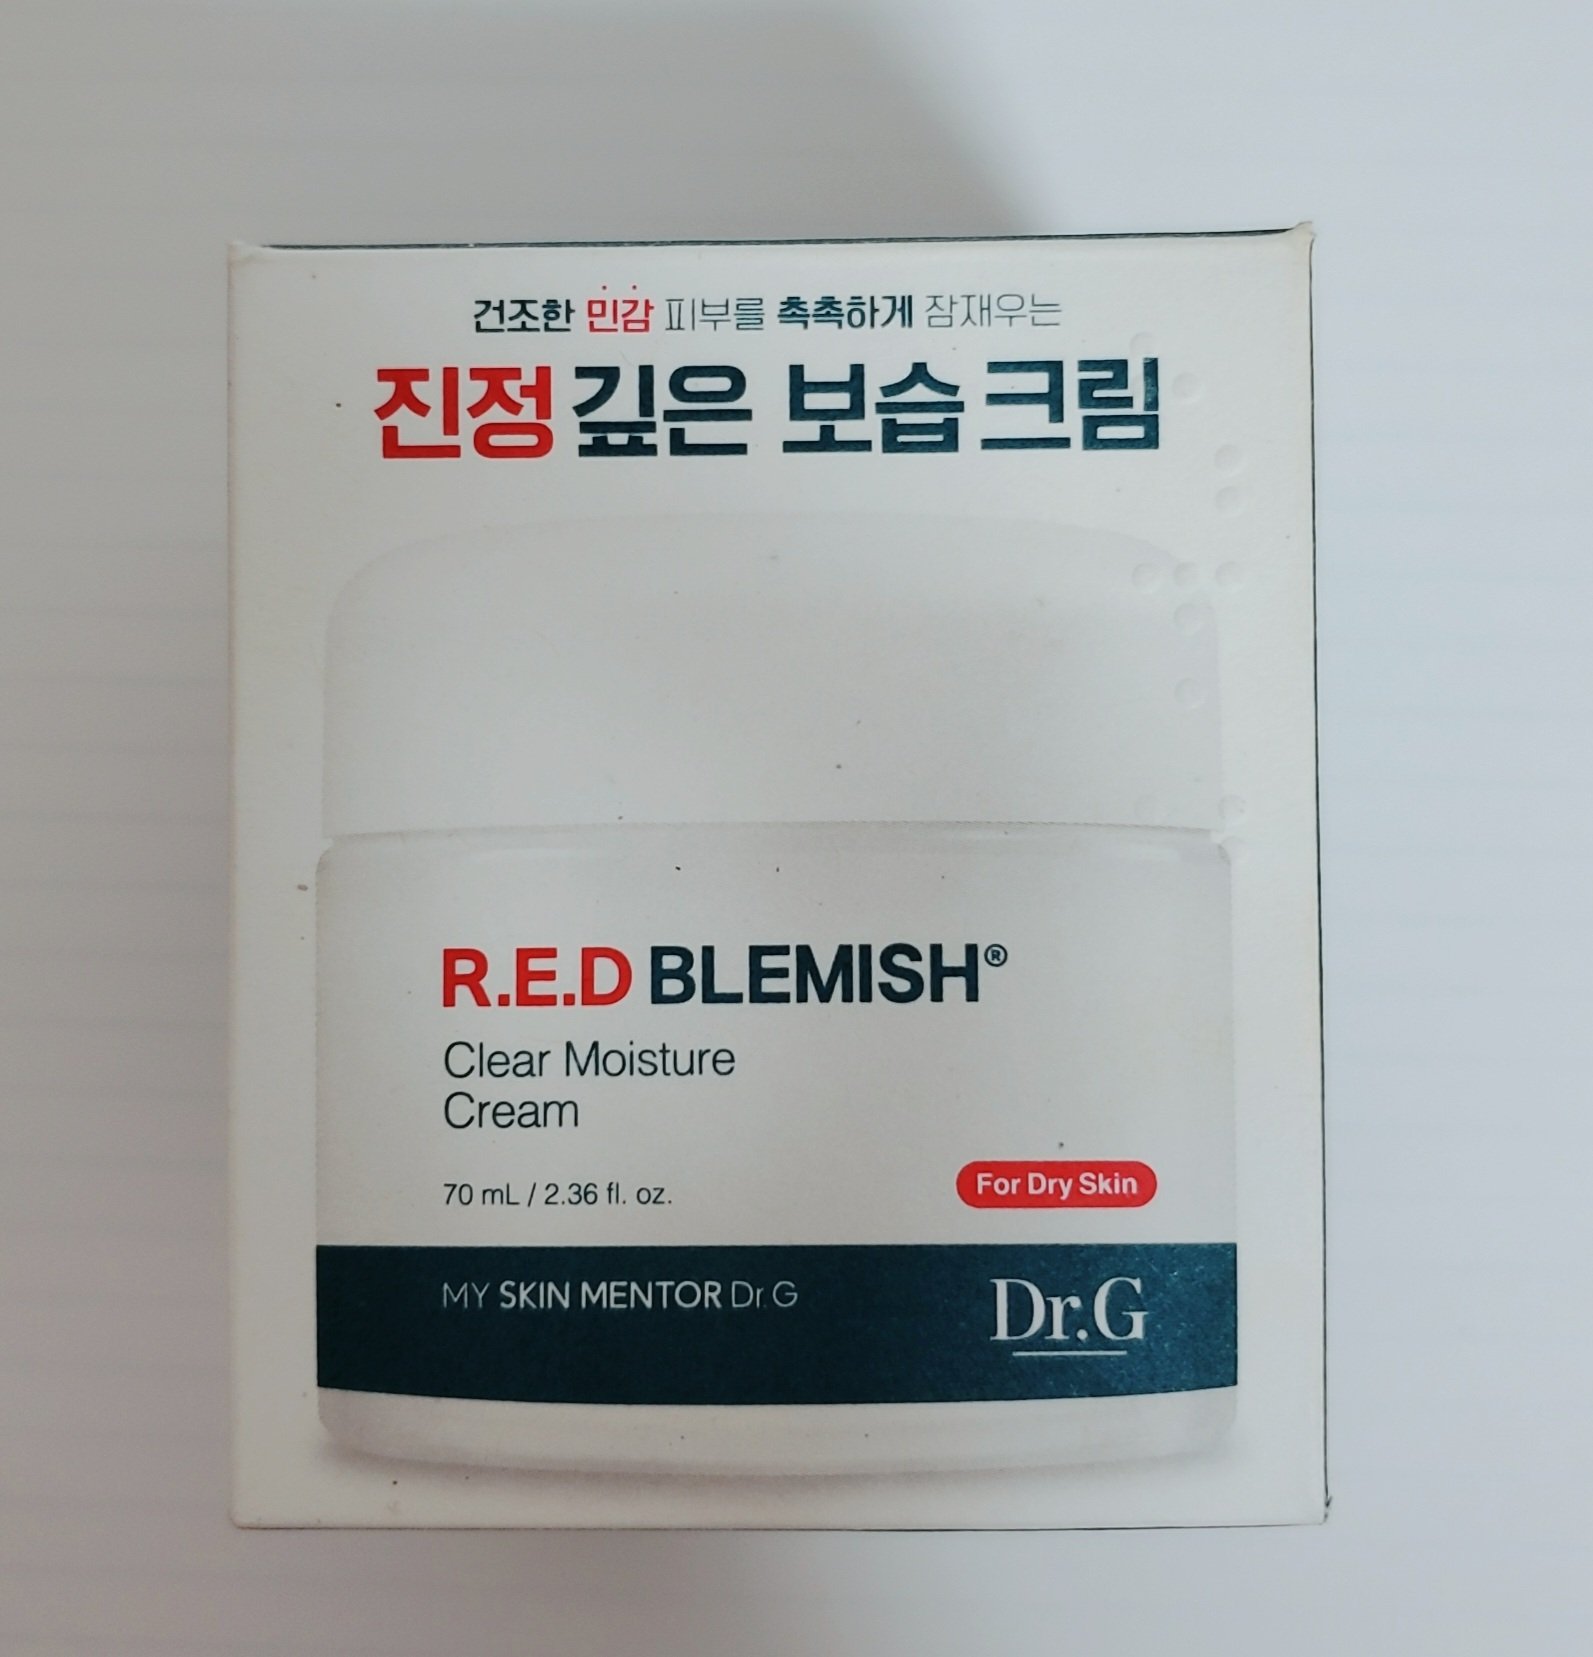 건조한 민감 피부를 촉촉하게 잠재우는
진정 깊은 보습 크림
R.E.D BLEMISH®
Clear Moisture
Cream
70 mL / 2.36 fl. oz.
For Dry Skin
MY SKIN MENTOR Dr.G
Dr.G